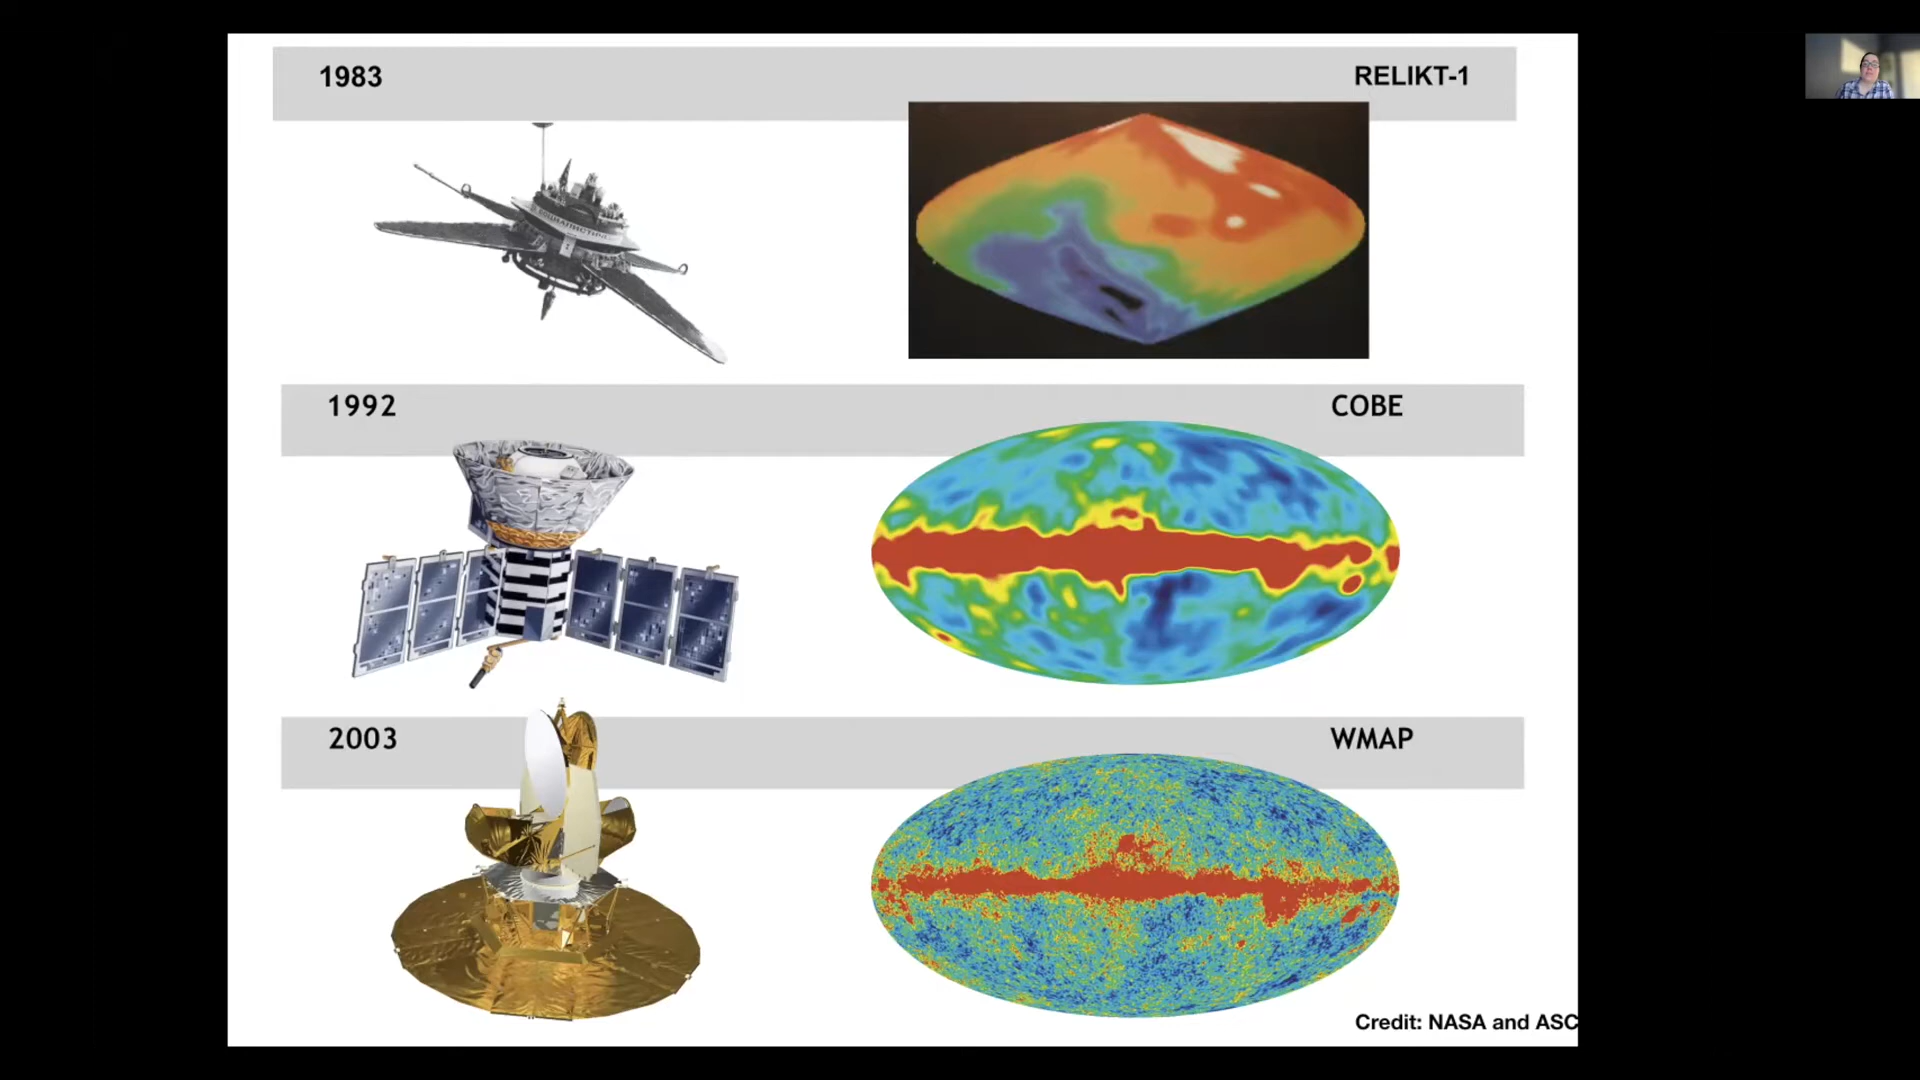 1983
RELIKT-1
1992
COBE
2003
WMAP
Credit: NASA and ASC